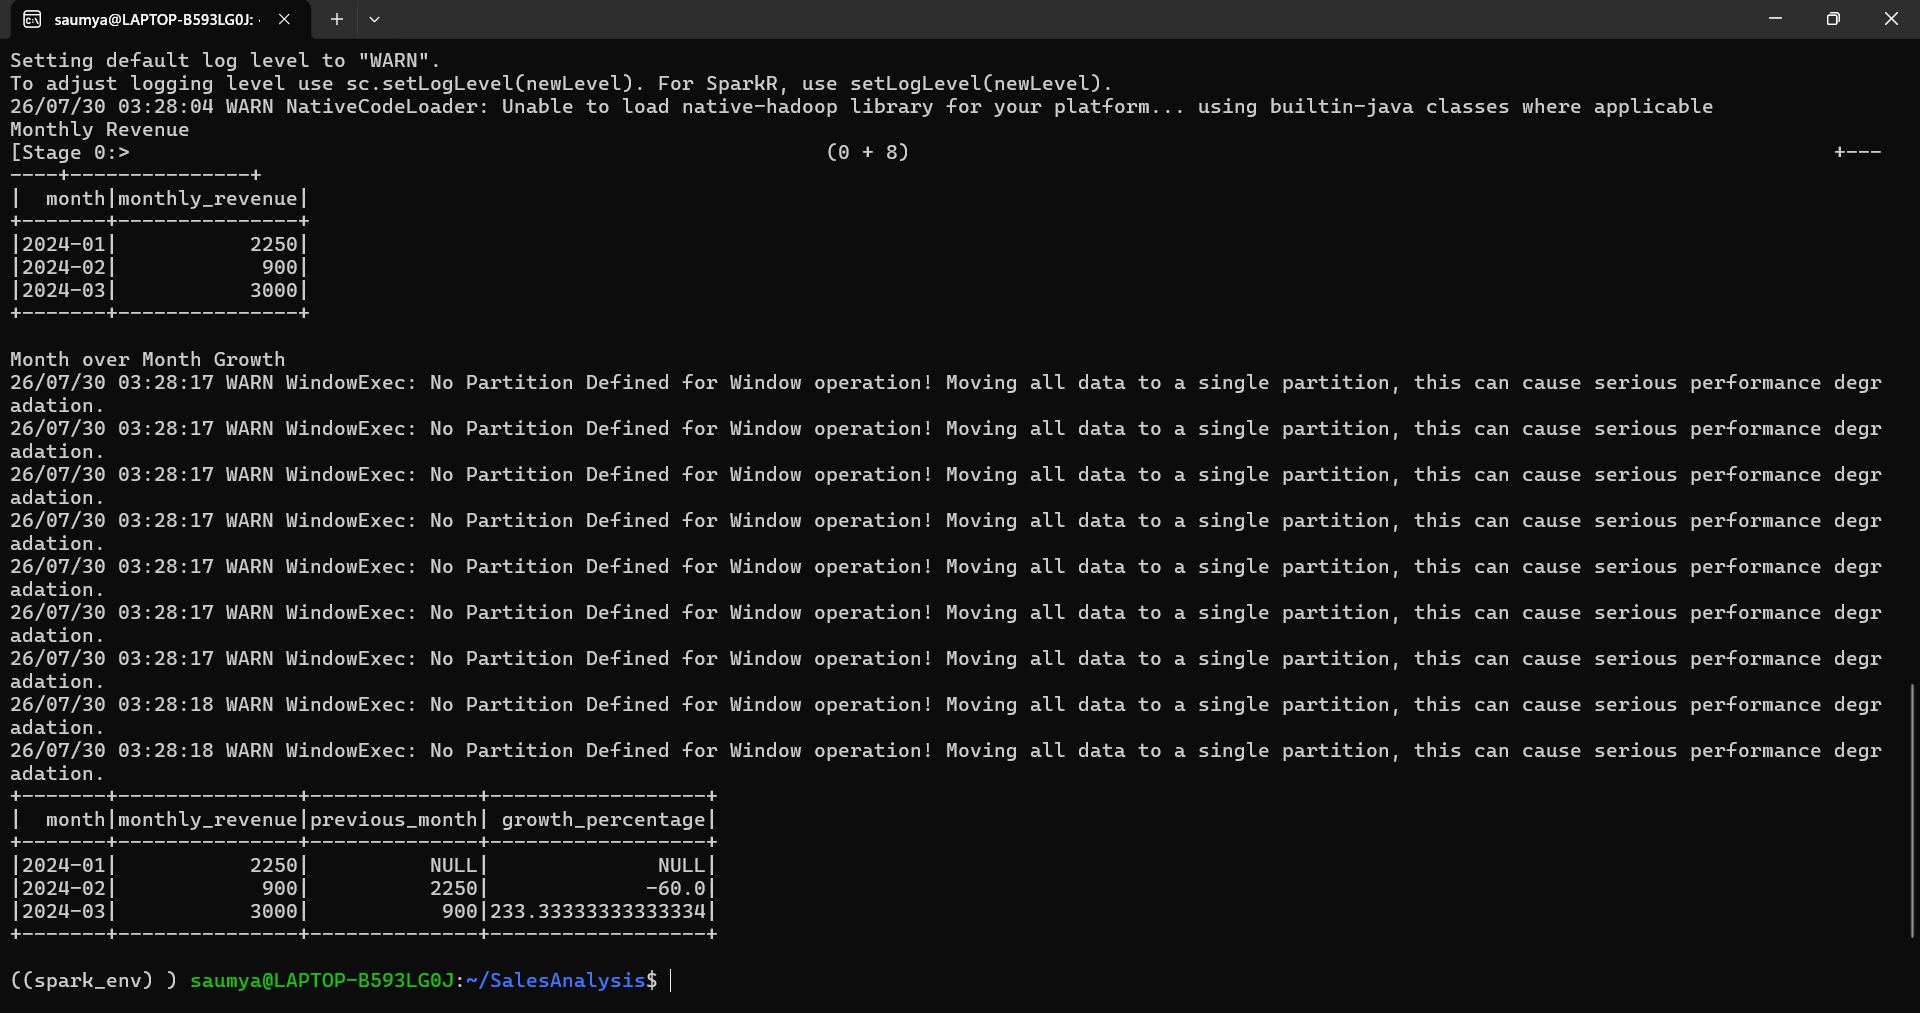 saumya@LAPTOP-B593LG0J: ·
Setting default log level to "WARN".
To adjust logging level use sc.setLogLevel(newLevel). For SparkR, use setLogLevel(newLevel).
26/07/30 03:28:04 WARN NativeCodeLoader: Unable to load native-hadoop library for your platform... using builtin-java classes where applicable
Monthly Revenue
[Stage 0:>                                                          (0 + 8)                                                                             +---
----+---------------+
|  month|monthly_revenue|
+-------+---------------+
|2024-01|           2250|
|2024-02|            900|
|2024-03|           3000|
+-------+---------------+
Month over Month Growth
26/07/30 03:28:17 WARN WindowExec: No Partition Defined for Window operation! Moving all data to a single partition, this can cause serious performance degr
adation.
26/07/30 03:28:17 WARN WindowExec: No Partition Defined for Window operation! Moving all data to a single partition, this can cause serious performance degr
adation.
26/07/30 03:28:17 WARN WindowExec: No Partition Defined for Window operation! Moving all data to a single partition, this can cause serious performance degr
adation.
26/07/30 03:28:17 WARN WindowExec: No Partition Defined for Window operation! Moving all data to a single partition, this can cause serious performance degr
adation.
26/07/30 03:28:17 WARN WindowExec: No Partition Defined for Window operation! Moving all data to a single partition, this can cause serious performance degr
adation.
26/07/30 03:28:17 WARN WindowExec: No Partition Defined for Window operation! Moving all data to a single partition, this can cause serious performance degr
adation.
26/07/30 03:28:17 WARN WindowExec: No Partition Defined for Window operation! Moving all data to a single partition, this can cause serious performance degr
adation.
26/07/30 03:28:18 WARN WindowExec: No Partition Defined for Window operation! Moving all data to a single partition, this can cause serious performance degr
adation.
26/07/30 03:28:18 WARN WindowExec: No Partition Defined for Window operation! Moving all data to a single partition, this can cause serious performance degr
adation.
+-------+---------------+--------------+------------------+
|  month|monthly_revenue|previous_month| growth_percentage|
+-------+---------------+--------------+------------------+
|2024-01|           2250|          NULL|              NULL|
|2024-02|            900|          2250|             -60.0|
|2024-03|           3000|           900|233.33333333333334|
+-------+---------------+--------------+------------------+
((spark_env) ) saumya@LAPTOP-B593LG0J:~/SalesAnalysis$